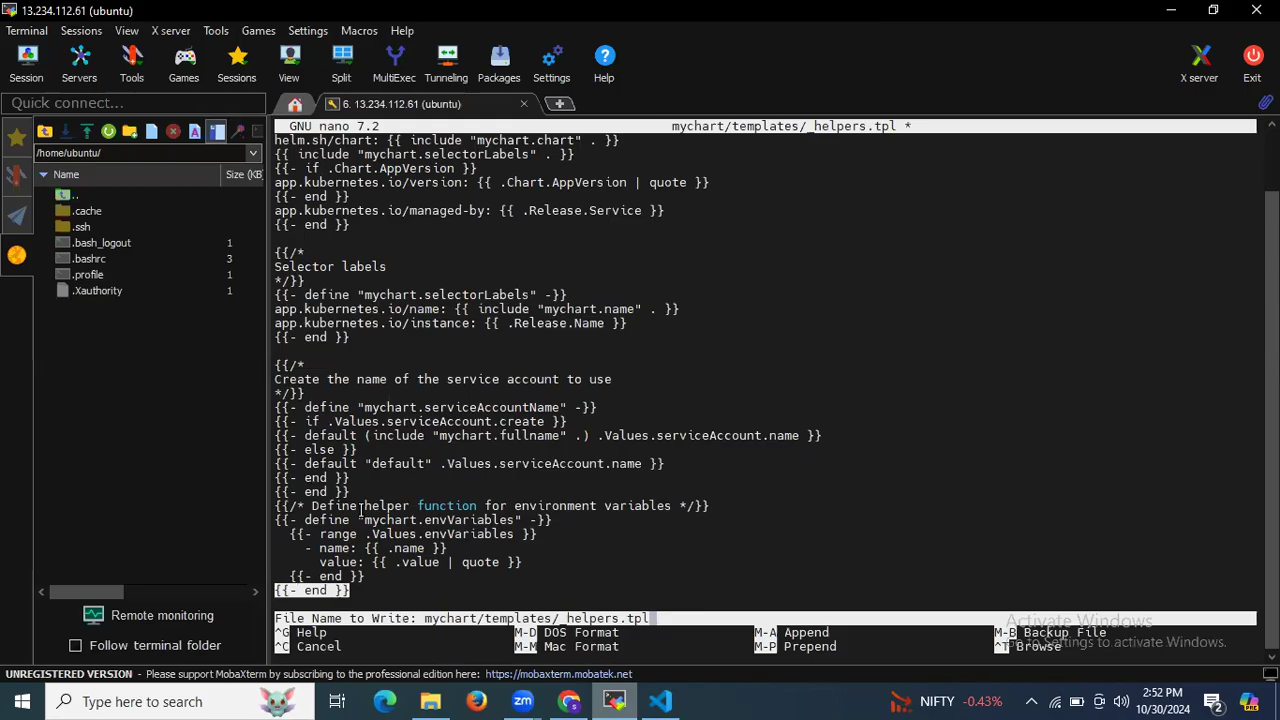 13.234.112.61 (ubuntu)
Terminal Sessions View X server Tools Games Settings Macros Help
Session Servers Tools Games Sessions View Split MultiExec Tunneling Packages Settings Help X server Exit
Quick connect...
6. 13.234.112.61 (ubuntu)
/home/ubuntu/
Name Size (KB)
..
.cache
.ssh
.bash_logout 1
.bashrc 3
.profile 1
.Xauthority 1
Remote monitoring
Follow terminal folder
GNU nano 7.2 mychart/templates/_helpers.tpl *
helm.sh/chart: {{ include "mychart.chart" . }}
{{ include "mychart.selectorLabels" . }}
{{- if .Chart.AppVersion }}
app.kubernetes.io/version: {{ .Chart.AppVersion | quote }}
{{- end }}
app.kubernetes.io/managed-by: {{ .Release.Service }}
{{- end }}
{{/*
Selector labels
*/}}
{{- define "mychart.selectorLabels" -}}
app.kubernetes.io/name: {{ include "mychart.name" . }}
app.kubernetes.io/instance: {{ .Release.Name }}
{{- end }}
{{/*
Create the name of the service account to use
*/}}
{{- define "mychart.serviceAccountName" -}}
{{- if .Values.serviceAccount.create }}
{{- default (include "mychart.fullname" .) .Values.serviceAccount.name }}
{{- else }}
{{- default "default" .Values.serviceAccount.name }}
{{- end }}
{{- end }}
{{/* Define helper function for environment variables */}}
{{- define "mychart.envVariables" -}}
{{- range .Values.envVariables }}
- name: {{ .name }}
value: {{ .value | quote }}
{{- end }}
{{- end }}
File Name to Write: mychart/templates/_helpers.tpl
^G Help M-D DOS Format M-A Append M-B Backup File
^C Cancel M-M Mac Format M-P Prepend ^T Browse
Activate Windows
Go to Settings to activate Windows.
UNREGISTERED VERSION - Please support MobaXterm by subscribing to the professional edition here: https://mobaxterm.mobatek.net
Type here to search
NIFTY -0.43%
2:52 PM
10/30/2024
2